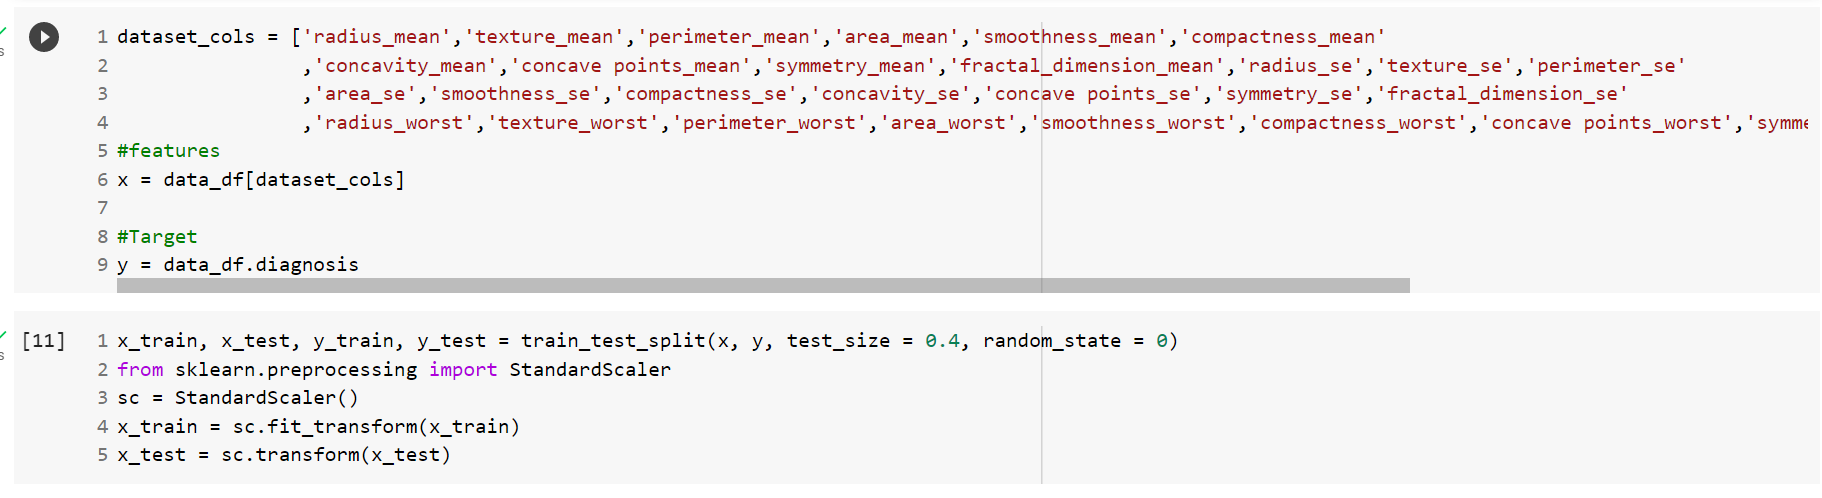 1 dataset_cols = ['radius_mean','texture_mean','perimeter_mean','area_mean','smoothness_mean','compactness_mean'
2 ,'concavity_mean','concave points_mean','symmetry_mean','fractal_dimension_mean','radius_se','texture_se','perimeter_se'
3 ,'area_se','smoothness_se','compactness_se','concavity_se','concave points_se','symmetry_se','fractal_dimension_se'
4 ,'radius_worst','texture_worst','perimeter_worst','area_worst','smoothness_worst','compactness_worst','concave points_worst','symme
5 #features
6 x = data_df[dataset_cols]
7
8 #Target
9 y = data_df.diagnosis
[11] 1 x_train, x_test, y_train, y_test = train_test_split(x, y, test_size = 0.4, random_state = 0)
2 from sklearn.preprocessing import StandardScaler
3 sc = StandardScaler()
4 x_train = sc.fit_transform(x_train)
5 x_test = sc.transform(x_test)